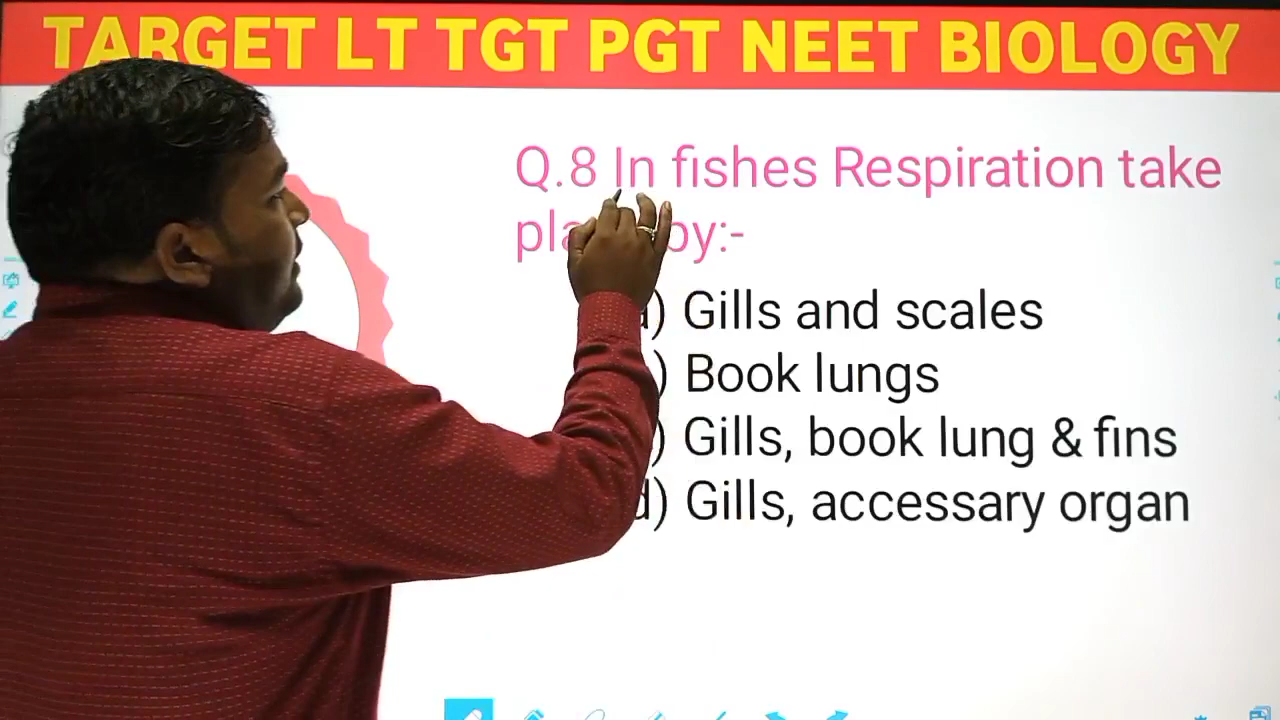 TARGET LT TGT PGT NEET BIOLOGY
Q.8 In fishes Respiration take
by:-
Gills and scales
) Book lungs
) Gills, book lung & fins
d) Gills, accessary organ